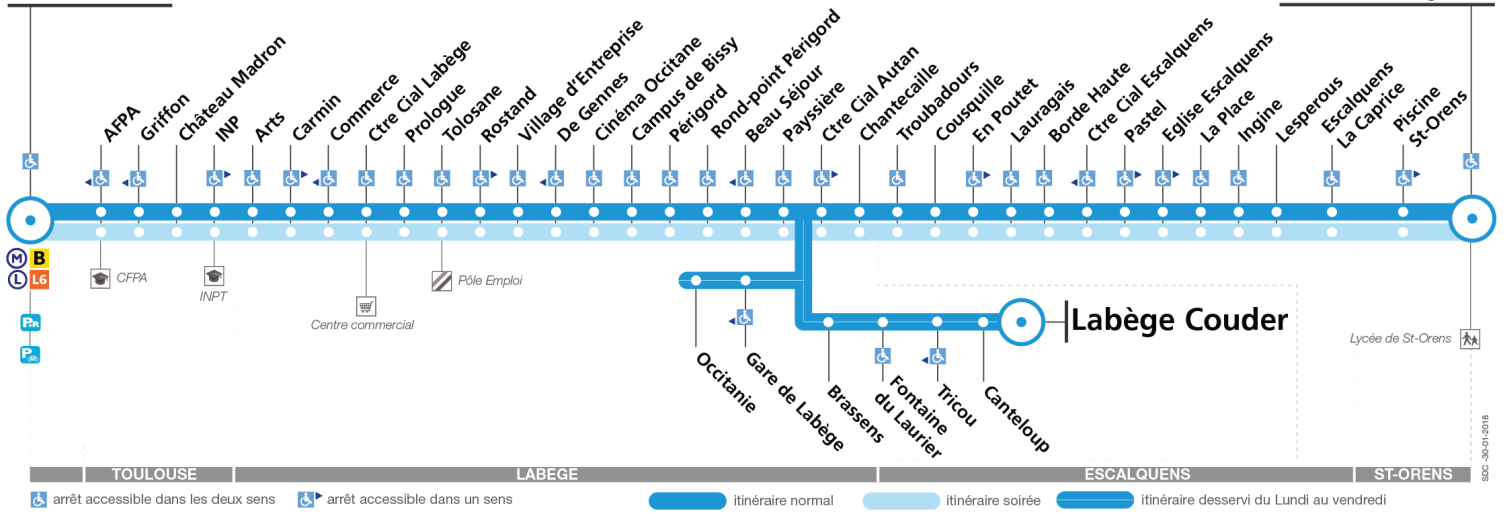 AFPA
Griffon
Château Madron
INP
Arts
Carmin
Commerce
Ctre Cial Labège
Prologue
Tolosane
Rostand
Village d'Entreprise
De Gennes
Cinéma Occitane
Campus de Bissy
Périgord
Rond-point Périgord
Beau Séjour
Payssière
Ctre Cial Autan
Chantecaille
Troubadours
Cousquille
En Poutet
Lauragais
Borde Haute
Ctre Cial Escalquens
Pastel
Eglise Escalquens
La Place
Ingine
Lesperous
Escalquens
La Caprice
Piscine
St-Orens
M B
L L6
P+R
P
CFPA
INPT
Centre commercial
Pôle Emploi
Lycée de St-Orens
Occitanie
Gare de Labège
Brassens
Fontaine
du Laurier
Tricou
Canteloup
Labège Couder
TOULOUSE
LABEGE
ESCALQUENS
ST-ORENS
SDC -30-01-2018
arrêt accessible dans les deux sens
arrêt accessible dans un sens
itinéraire normal
itinéraire soirée
itinéraire desservi du Lundi au vendredi